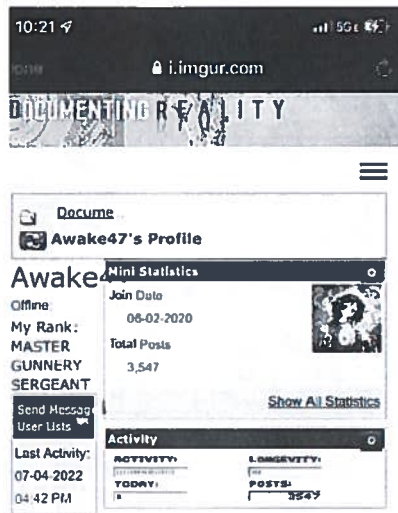 10:21
5G
i.imgur.com
DOCUMENTING REALITY
Docume
Awake47's Profile
Awake
Offline
My Rank:
MASTER
GUNNERY
SERGEANT
Send Message
User Lists
Last Activity:
07-04-2022
04:42 PM
Mini Statistics
Join Date
06-02-2020
Total Posts
3,547
Show All Statistics
Activity
ACTIVITY:
LONGEVITY:
TODAY:
POSTS:
3547